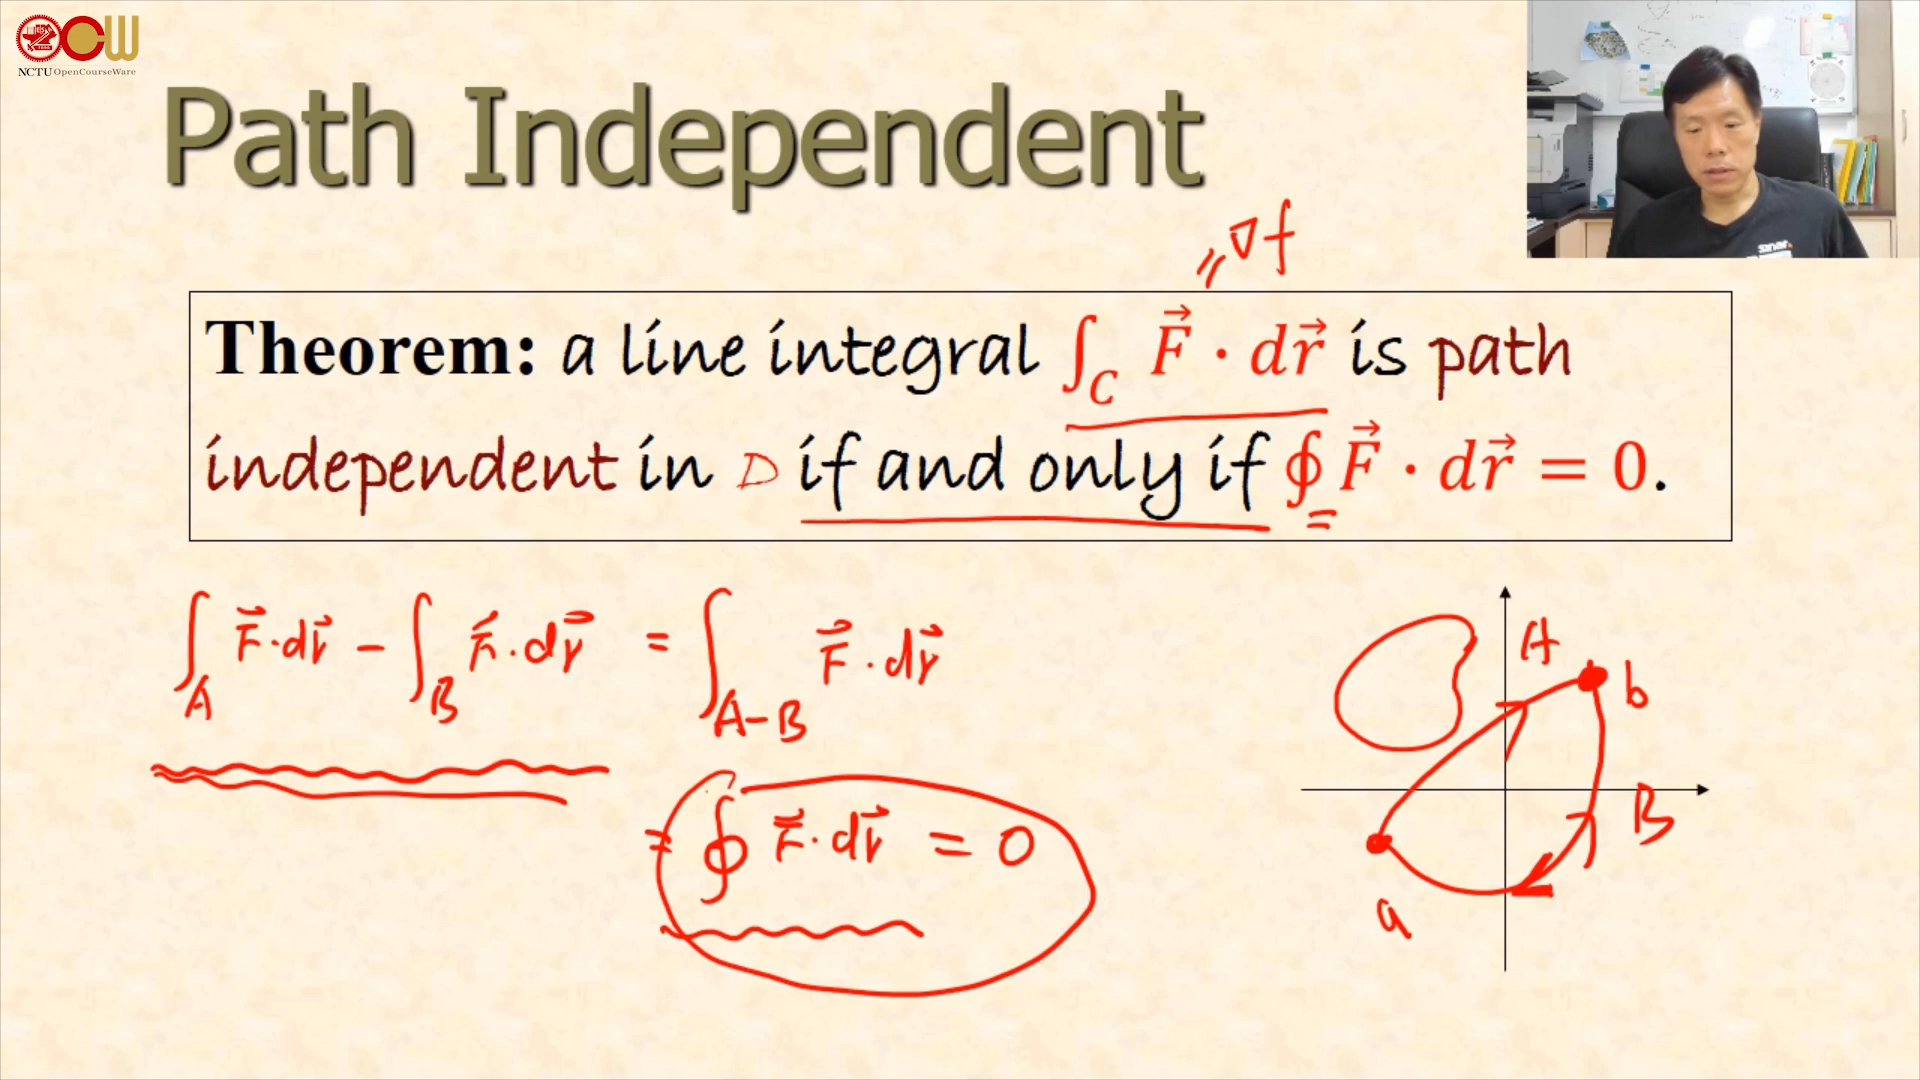 NCTU OpenCourseWare
Path Independent
= ∇f
Theorem: a line integral ∫_C F⃗ · dr⃗ is path
independent in D if and only if ∮ F⃗ · dr⃗ = 0.
∫_A F⃗ · dr⃗ − ∫_B F⃗ · dr⃗ = ∫_{A−B} F⃗ · dr⃗
= ∮ F⃗ · dr⃗ = 0
A
b
B
a